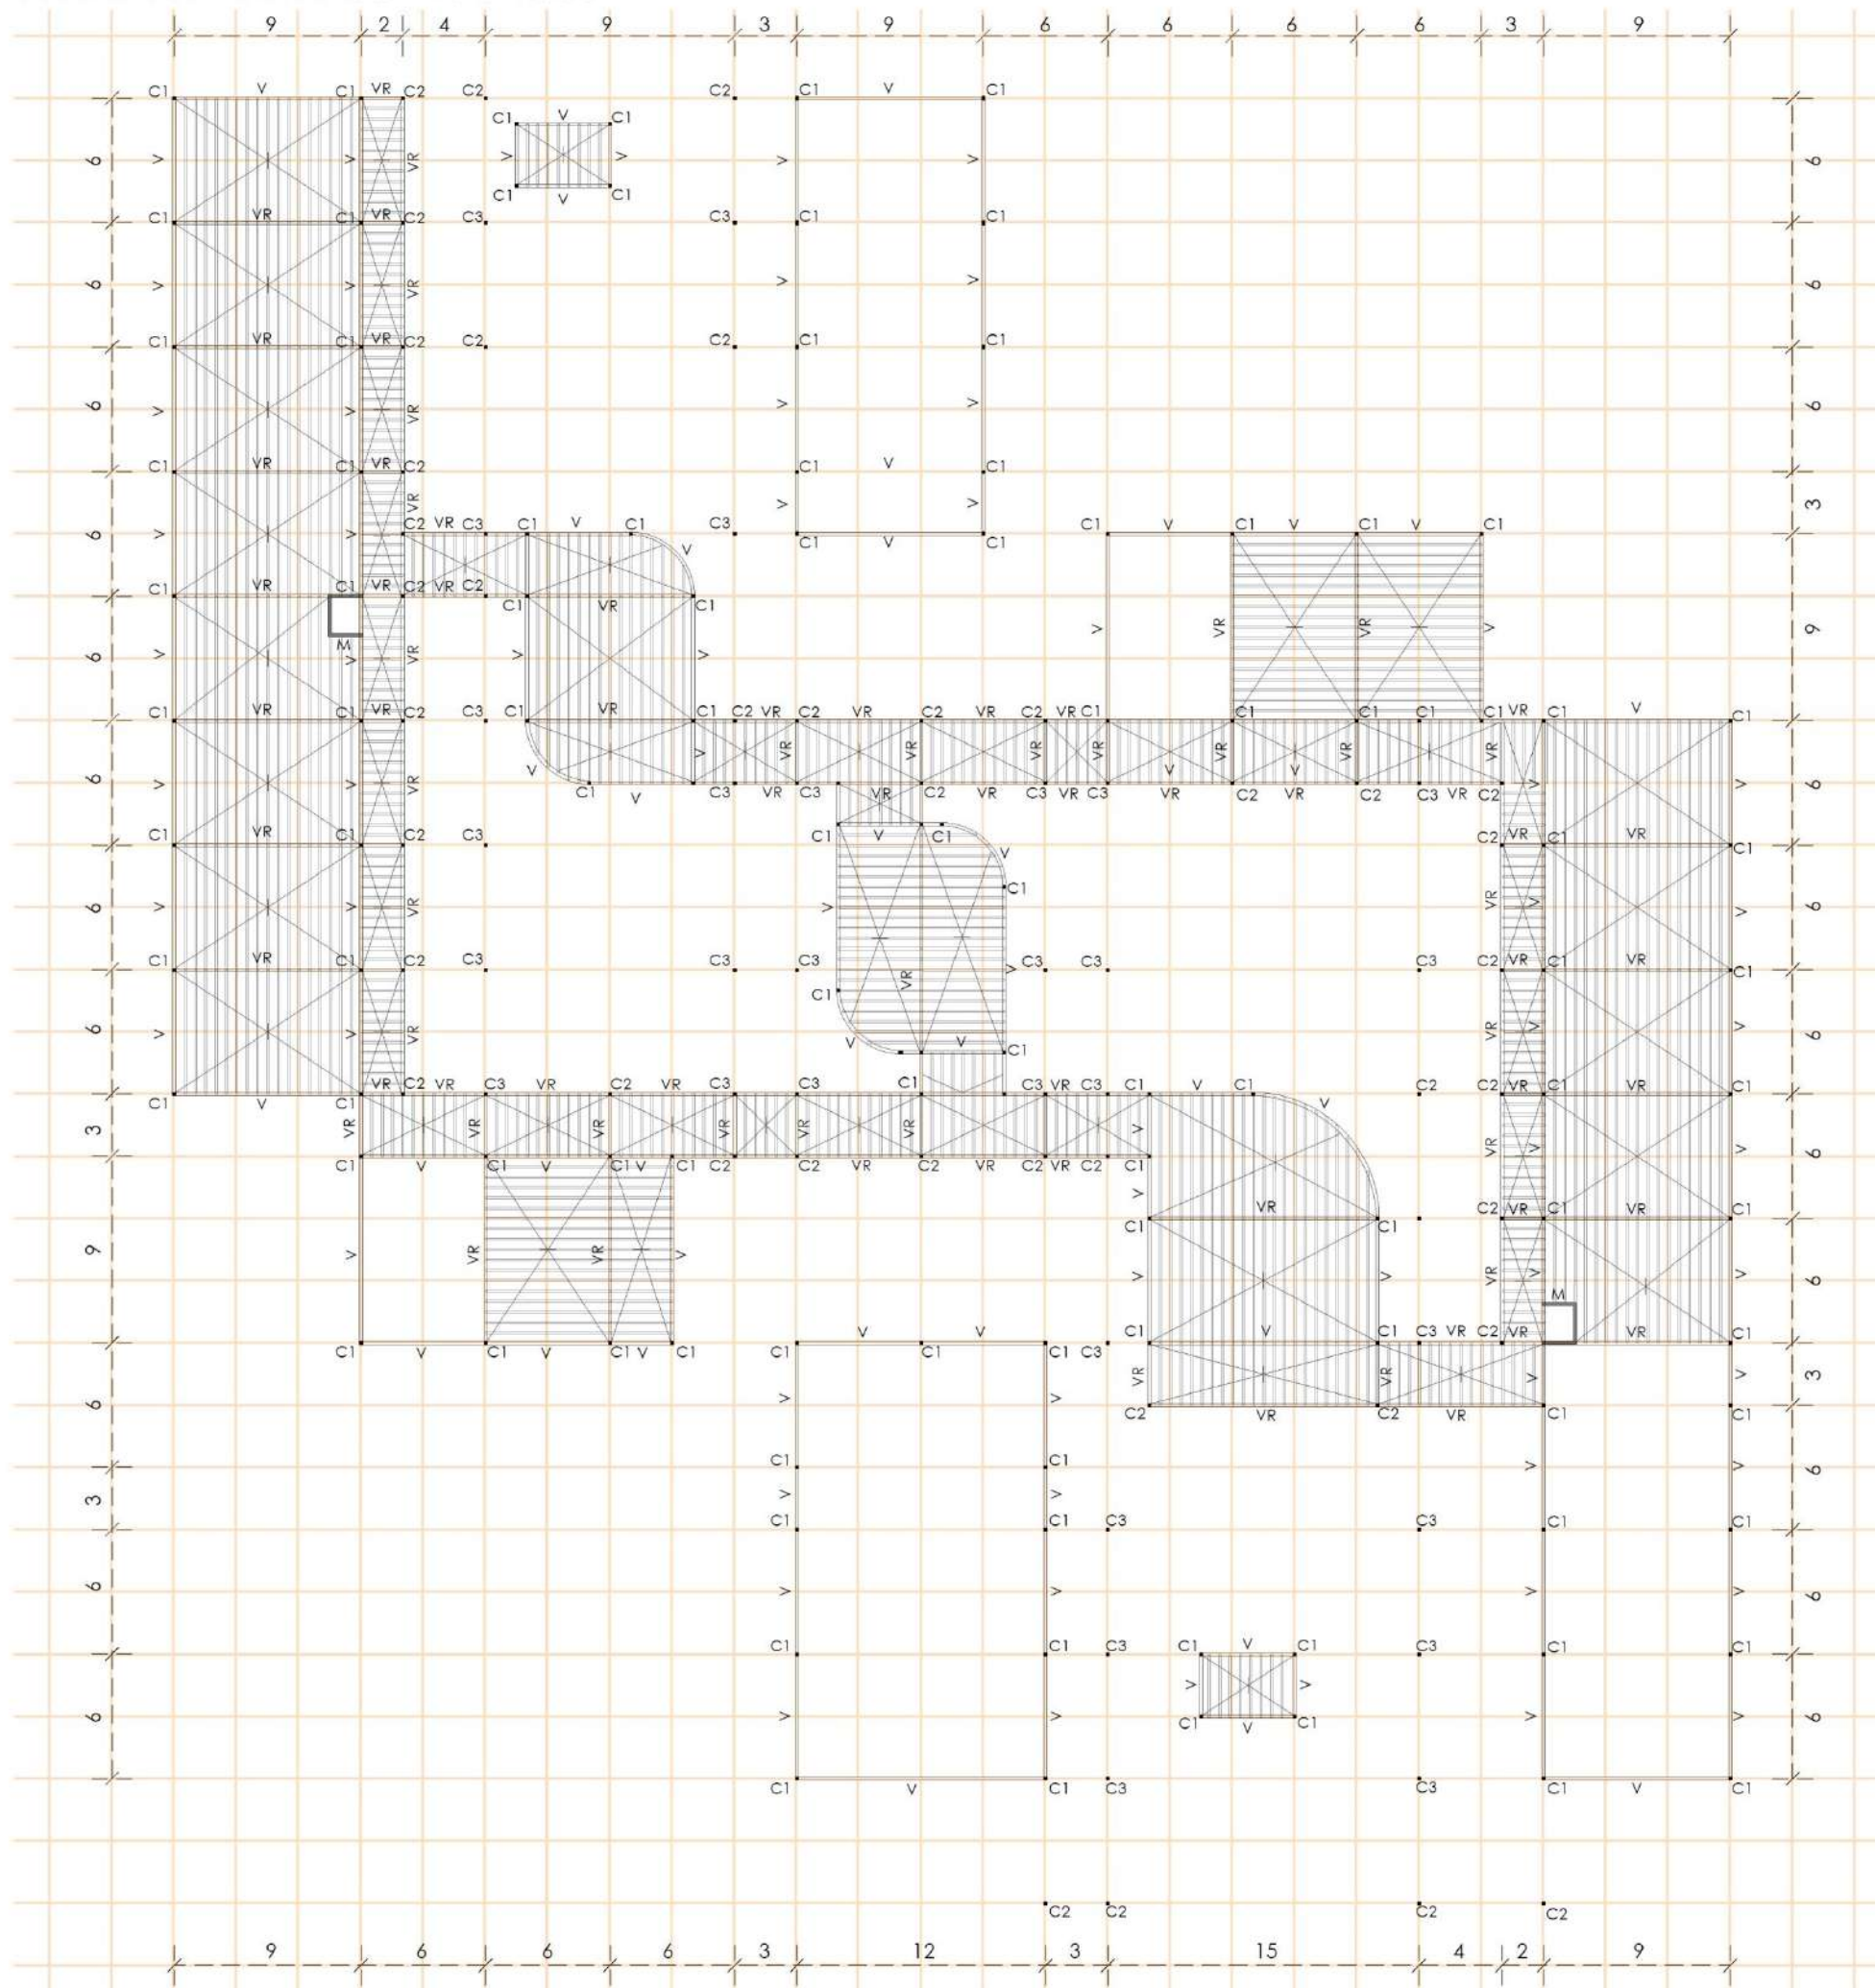 9 2 4 9 3 9 6 6 6 6 3 9
C1 V C1 VR C2 C2 C2 C1 V C1
C1 V C1
V V VR V V V V
6 6
C1 V C1
C1 VR C1 VR C2 C3 C3 C1 C1
6 V V VR V V 6
C1 VR C1 VR C2 C2 C2 C1 C1
6 V V VR V V 6
C1 VR C1 VR C2 C1 V C1
VR V V 3
C2 VR C3 C1 V C1 C3 C1 V C1 C1 V C1 V C1 V C1
6 V V V
C1 VR C1 VR C2 VR C2 C1 VR C1
M
6 V V VR V V V VR VR V 9
C1 VR C1 VR C2 C3 C1 VR C1 C2 VR C2 VR C2 VR C2 VR C1 C1 C1 C1 C1 VR C1 V C1
V VR VR VR VR VR VR
6 V V VR V C1 V C3 VR C3 VR C2 VR C3 VR C3 V VR C2 V VR C2 C3 VR C2 V V 6
C1 VR C1 VR C2 C3 C1 V C1 V C2 VR C1 VR C1
C1
6 V V VR V VR V V 6
C1 VR C1 VR C2 C3 C3 C3 VR V C3 C3 C3 C2 VR C1 VR C1
C1
6 V V VR V V C1 VR V V 6
C1 V C1 VR C2 VR C3 VR C2 VR C3 C3 C1 C3 VR C3 C1 V C1 V C2 C2 VR C1 VR C1
3 VR VR VR VR VR VR V VR V V 6
C1 V C1 V C1 V C1 C2 C2 VR C2 VR C2 VR C2 C1
V
C1 VR C1 C2 VR C1 VR C1
9 V VR VR V V V VR V V 6
M
C1 V C1 V C1 V C1 C1 V C1 V C1 C3 C1 V C1 C3 VR C2 VR VR C1
V V VR VR V V 3
6 C2 VR C2 VR C1 C1
C1 C1 V V 6
3 V V
C1 C1 C3 C3 C1 C1
6 V V V V 6
C1 C1 C3 C1 V C1 C3 C1 C1
V V
6 V V C1 V C1 V V 6
C1 V C1 C3 C3 C1 V C1
C2 C2 C2 C2
9 6 6 6 3 12 3 15 4 2 9